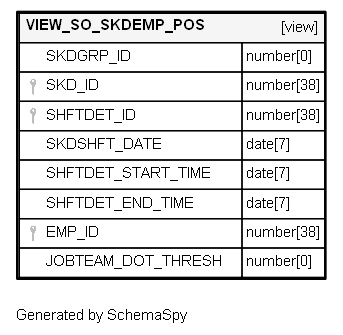 VIEW_SO_SKDEMP_POS [view]
SKDGRP_ID number[0]
SKD_ID number[38]
SHFTDET_ID number[38]
SKDSHFT_DATE date[7]
SHFTDET_START_TIME date[7]
SHFTDET_END_TIME date[7]
EMP_ID number[38]
JOBTEAM_DOT_THRESH number[0]
Generated by SchemaSpy